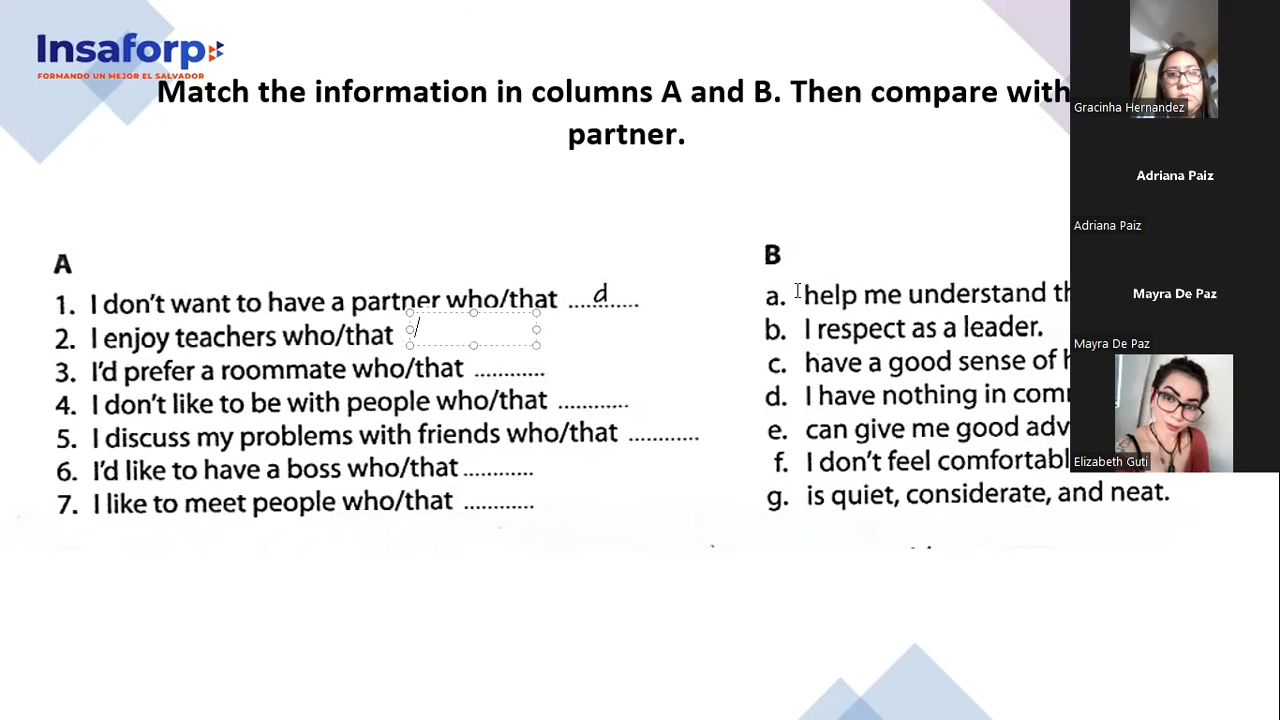 Insaforp
FORMANDO UN MEJOR EL SALVADOR
Match the information in columns A and B. Then compare with
partner.
A
1. I don't want to have a partner who/that ....d......
2. I enjoy teachers who/that
3. I'd prefer a roommate who/that ............
4. I don't like to be with people who/that ............
5. I discuss my problems with friends who/that ............
6. I'd like to have a boss who/that ............
7. I like to meet people who/that ............
B
a. help me understand th
b. I respect as a leader.
c. have a good sense of h
d. I have nothing in com
e. can give me good adv
f. I don't feel comfortabl
g. is quiet, considerate, and neat.
Gracinha Hernandez
Adriana Paiz
Adriana Paiz
Mayra De Paz
Mayra De Paz
Elizabeth Guti